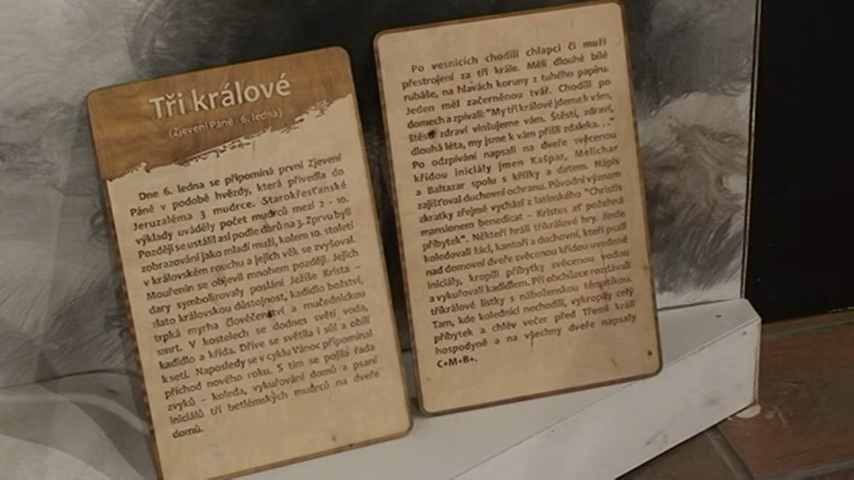 Tři králové
(Zjevení Páně - 6. ledna)
Dne 6. ledna se připomíná první Zjevení
Páně v podobě hvězdy, která přivedla do
Jeruzaléma 3 mudrce. Starokřesťanské
výklady uváděly počet mudrců mezi 2 - 10.
Později se ustálil asi podle darů na 3. Zprvu byli
zobrazování jako mladí muži, kolem 10. století
v královském rouchu a jejich věk se zvyšoval.
Mouřenín se objevil mnohem později. Jejich
dary symbolizovaly poslání Ježíše Krista –
zlato královskou důstojnost, kadidlo božství,
trpká myrha člověčenství a mučednickou
smrt. V kostelech se dodnes světí voda,
kadidlo a křída. Dříve se světila i sůl a obilí
k setí. Naposledy se v cyklu Vánoc připomínal
příchod nového roku. S tím se pojila řada
zvyků – koleda, vykuřování domů a psaní
iniciálů tří betlémských mudrců na dveře
domů.
Po vesnicích chodili chlapci či muži
přestrojení za tři krále. Měli dlouhé bílé
rubáše, na hlavách koruny z tuhého papíru.
Jeden měl začerněnou tvář. Chodili po
domech a zpívali: "My tři králové jdeme k vám,
štěstí zdraví vinšujeme vám. Štěstí, zdraví,
dlouhá léta, my jsme k vám přišli zdaleka. . ."
Po odzpívání napsali na dveře svěcenou
křídou iniciály jmen Kašpar, Melichar
a Baltazar spolu s křížky a datem. Nápis
zajišťoval duchovní ochranu. Původní význam
zkratky zřejmě vychází z latinského "Christis
mansionem benedicat – Kristus ať požehná
příbytek". Někteří hráli tříkrálové hry. Jinde
koledovali žáci, kantoři a duchovní, kteří psali
nad domovní dveře svěcenou křídou uvedené
iniciály, kropili příbytky svěcenou vodou
a vykuřovali kadidlem. Při obchůzce rozdávali
tříkrálové lístky s náboženskou tématikou.
Tam, kde koledníci nechodili, vykropily celý
příbytek a chlév večer před Třemi králi
hospodyně a na všechny dveře napsaly
C+M+B+.